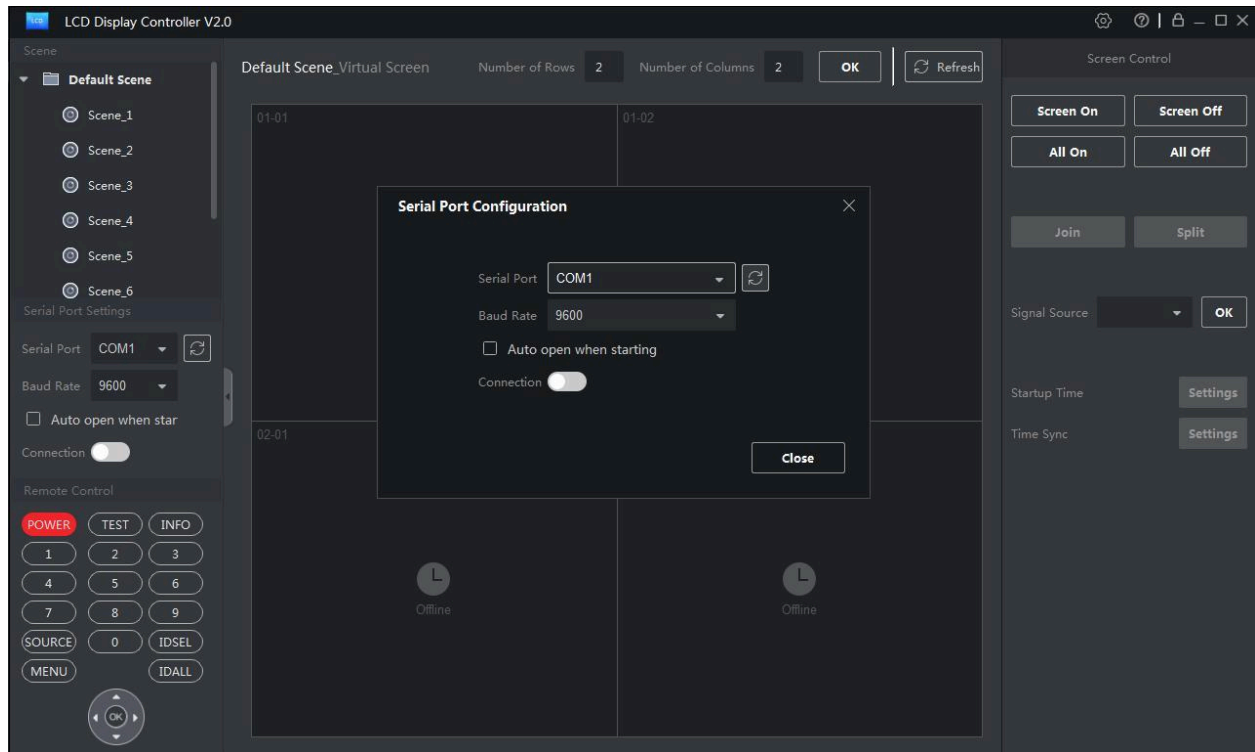 LCD
LCD Display Controller V2.0
Scene
Default Scene
Scene_1
Scene_2
Scene_3
Scene_4
Scene_5
Scene_6
Serial Port Settings
Serial Port COM1
Baud Rate 9600
Auto open when star
Connection
Remote Control
POWER TEST INFO
1 2 3
4 5 6
7 8 9
SOURCE 0 IDSEL
MENU IDALL
OK
Default Scene_Virtual Screen Number of Rows 2 Number of Columns 2 OK Refresh
01-01 01-02
02-01
Offline Offline
Serial Port Configuration
Serial Port COM1
Baud Rate 9600
Auto open when starting
Connection
Close
Screen Control
Screen On Screen Off
All On All Off
Join Split
Signal Source OK
Startup Time Settings
Time Sync Settings